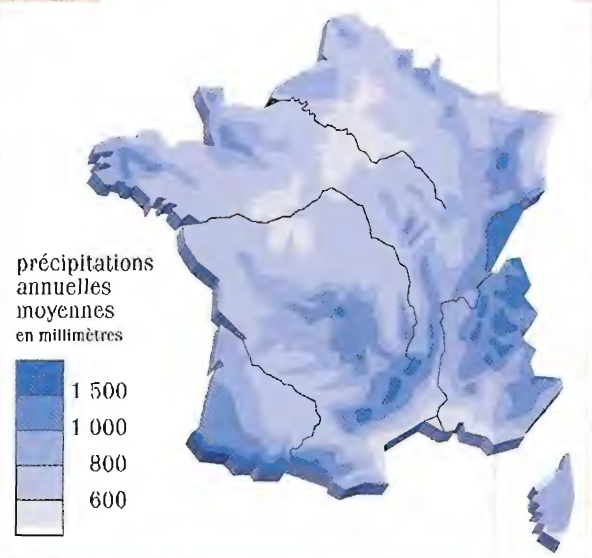 précipitations
annuelles
moyennes
en millimètres
1 500
1 000
800
600